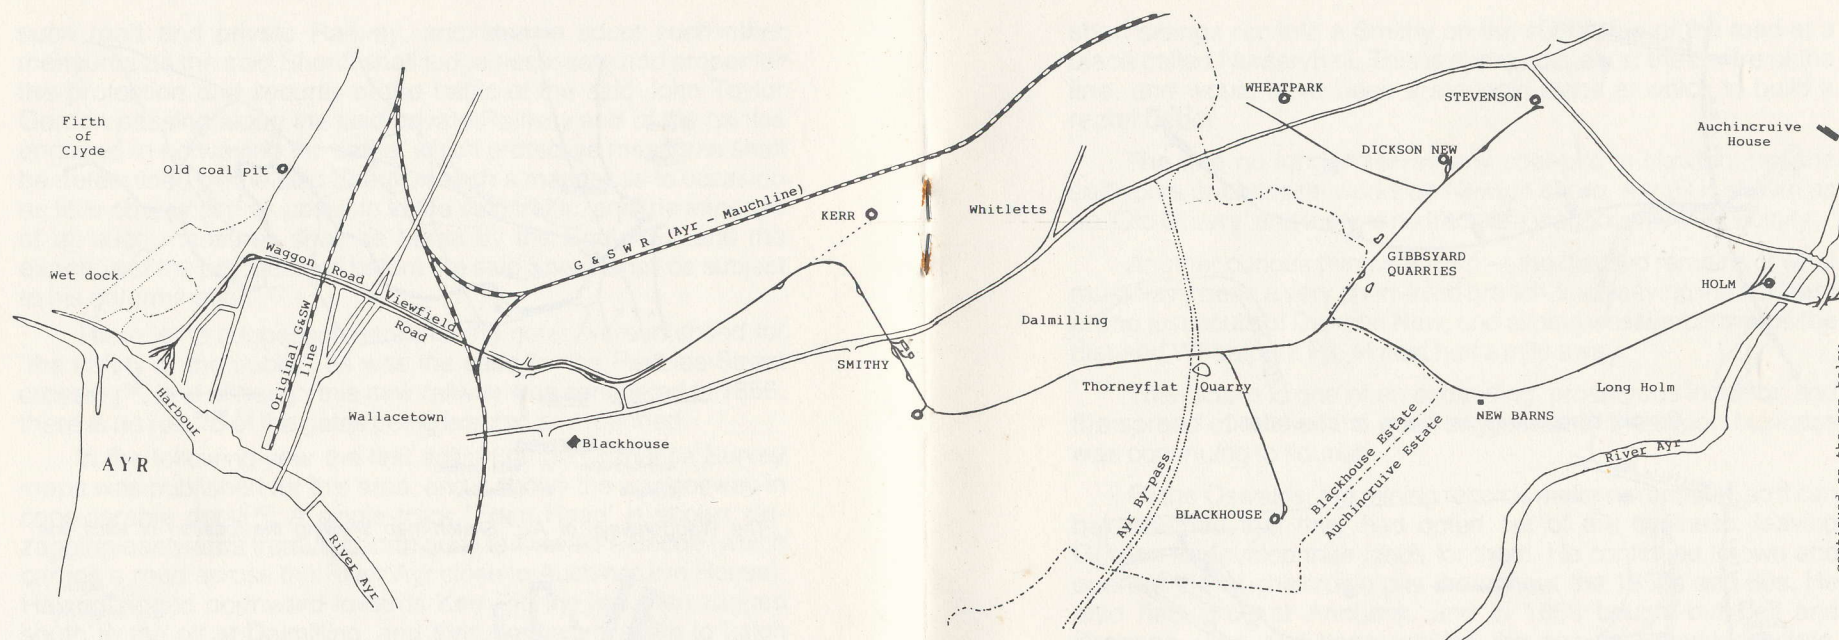 Firth
of
Clyde
Old coal pit
Wet dock
Waggon Road
Viewfield
Road
Original G&SW
line
Harbour
AYR
River Ayr
Wallacetown
Blackhouse
G & S W R (Ayr - Mauchline)
KERR
SMITHY
Whitletts
Dalmilling
WHEATPARK
STEVENSON
DICKSON NEW
Auchincruive
House
GIBBSYARD
QUARRIES
HOLM
Thorneyflat Quarry
Long Holm
NEW BARNS
Blackhouse Estate
Auchincruive Estate
Ayr By-pass
BLACKHOUSE
River Ayr